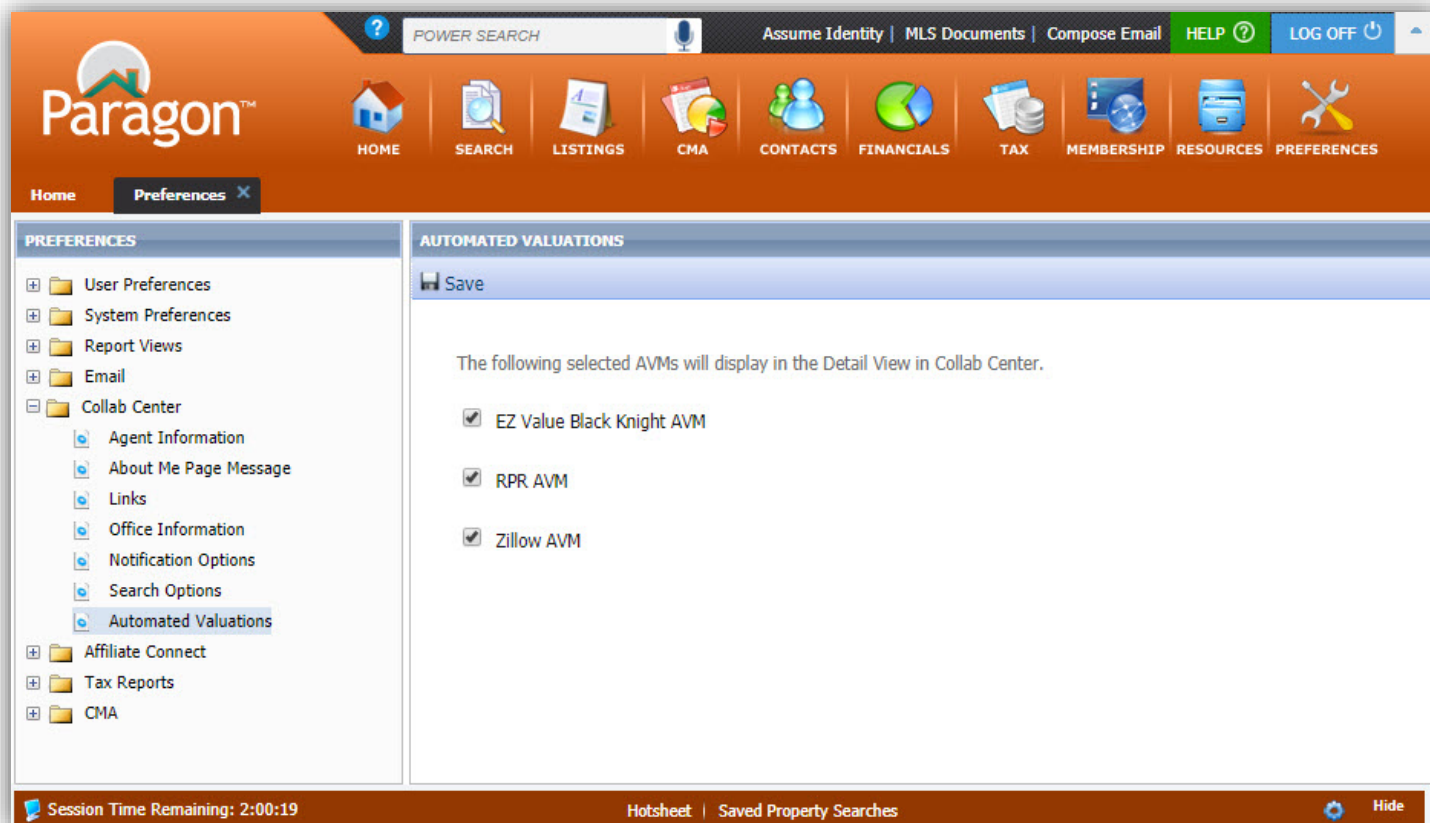 ?
POWER SEARCH
Assume Identity | MLS Documents | Compose Email
HELP ?
LOG OFF
Paragon™
HOME
SEARCH
LISTINGS
CMA
CONTACTS
FINANCIALS
TAX
MEMBERSHIP
RESOURCES
PREFERENCES
Home
Preferences X
PREFERENCES
User Preferences
System Preferences
Report Views
Email
Collab Center
Agent Information
About Me Page Message
Links
Office Information
Notification Options
Search Options
Automated Valuations
Affiliate Connect
Tax Reports
CMA
AUTOMATED VALUATIONS
Save
The following selected AVMs will display in the Detail View in Collab Center.
EZ Value Black Knight AVM
RPR AVM
Zillow AVM
Session Time Remaining: 2:00:19
Hotsheet | Saved Property Searches
Hide